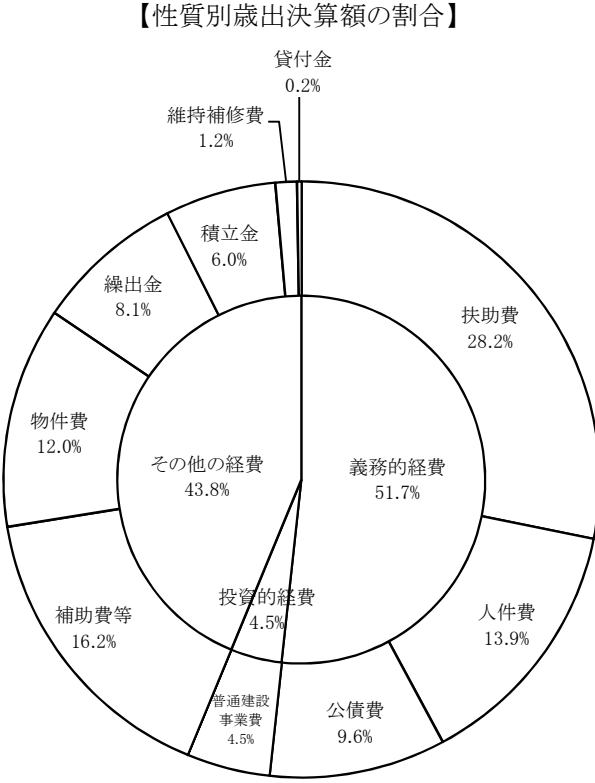 【性質別歳出決算額の割合】
貸付金
0.2%
維持補修費
1.2%
積立金
6.0%
繰出金
8.1%
扶助費
28.2%
物件費
12.0%
その他の経費
43.8%
義務的経費
51.7%
投資的経費
4.5%
補助費等
16.2%
人件費
13.9%
普通建設
事業費
4.5%
公債費
9.6%